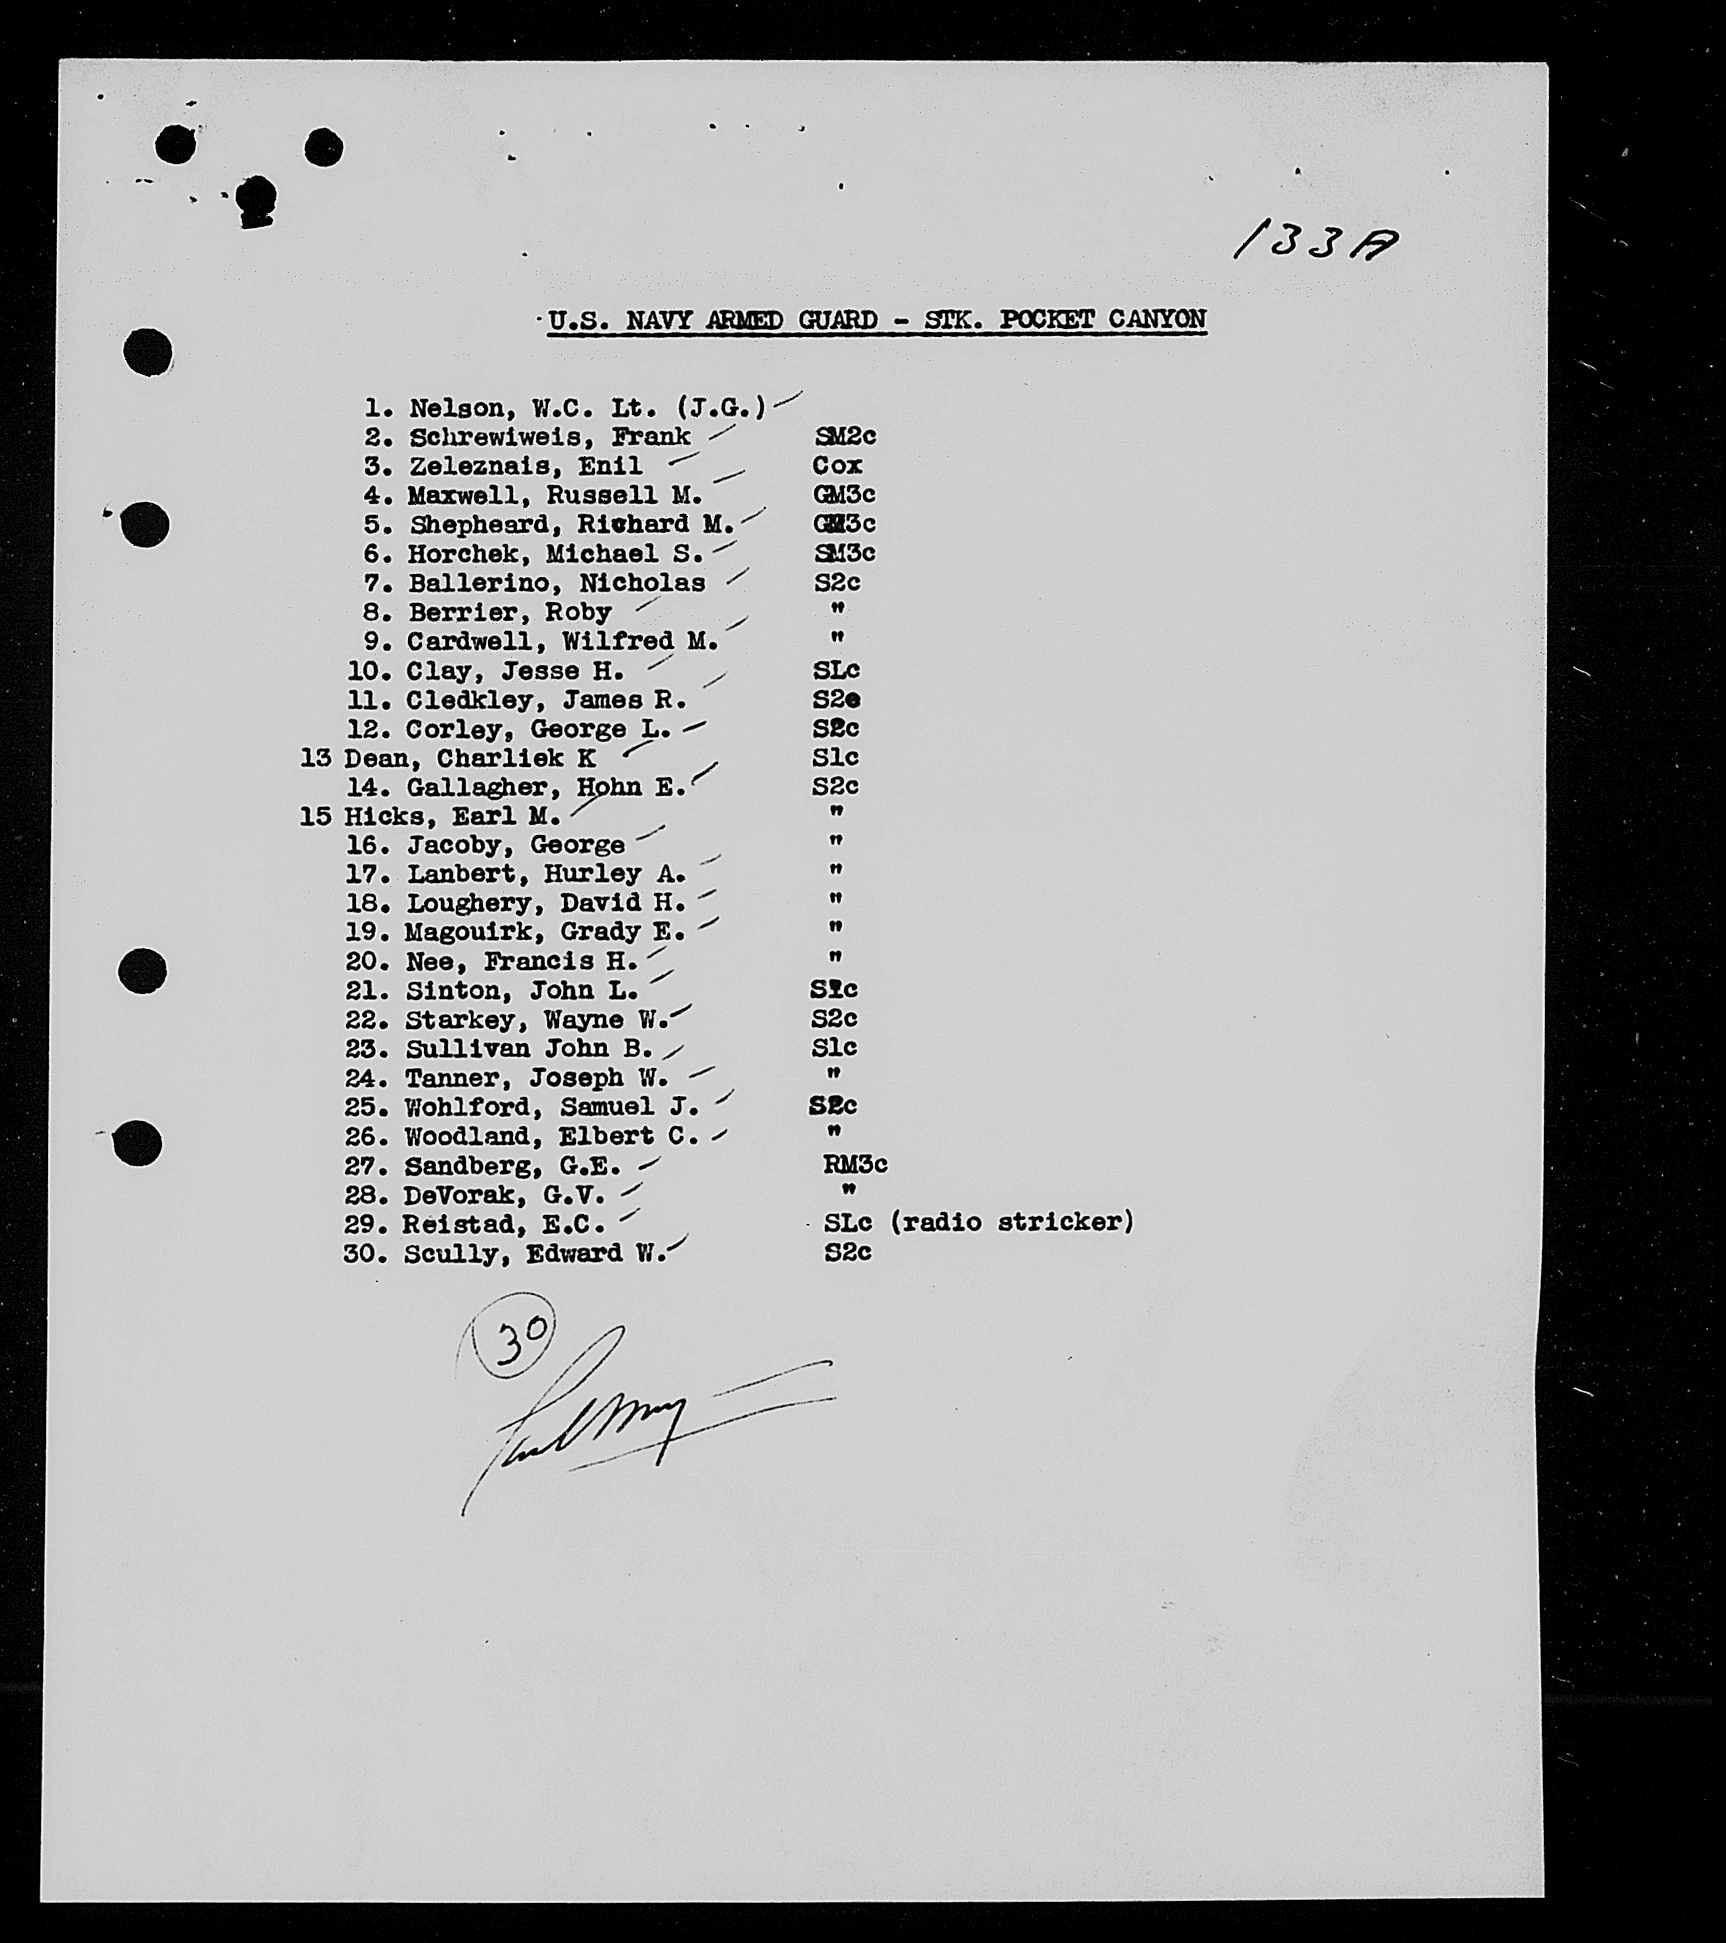 133A
U.S. NAVY ARMED GUARD - STK. POCKET CANYON
1. Nelson, W.C. Lt. (J.G.)
2. Schrewiweis, Frank SM2c
3. Zeleznais, Enil Cox
4. Maxwell, Russell M. GM3c
5. Shepheard, Richard M. GM3c
6. Horchek, Michael S. SM3c
7. Ballerino, Nicholas S2c
8. Berrier, Roby "
9. Cardwell, Wilfred M. "
10. Clay, Jesse H. SLc
11. Cledkley, James R. S2c
12. Corley, George L. S2c
13 Dean, Charliek K Slc
14. Gallagher, Hohn E. S2c
15 Hicks, Earl M. "
16. Jacoby, George "
17. Lanbert, Hurley A. "
18. Loughery, David H. "
19. Magouirk, Grady E. "
20. Nee, Francis H. "
21. Sinton, John L.
22. Starkey, Wayne W. S2c
23. Sullivan John B. Slc
24. Tanner, Joseph W. "
25. Wohlford, Samuel J. S2c
26. Woodland, Elbert C. "
27. Sandberg, G.E. RM3c
28. DeVorak, G.V. "
29. Reistad, E.C. SLc (radio stricker)
30. Scully, Edward W. S2c
30